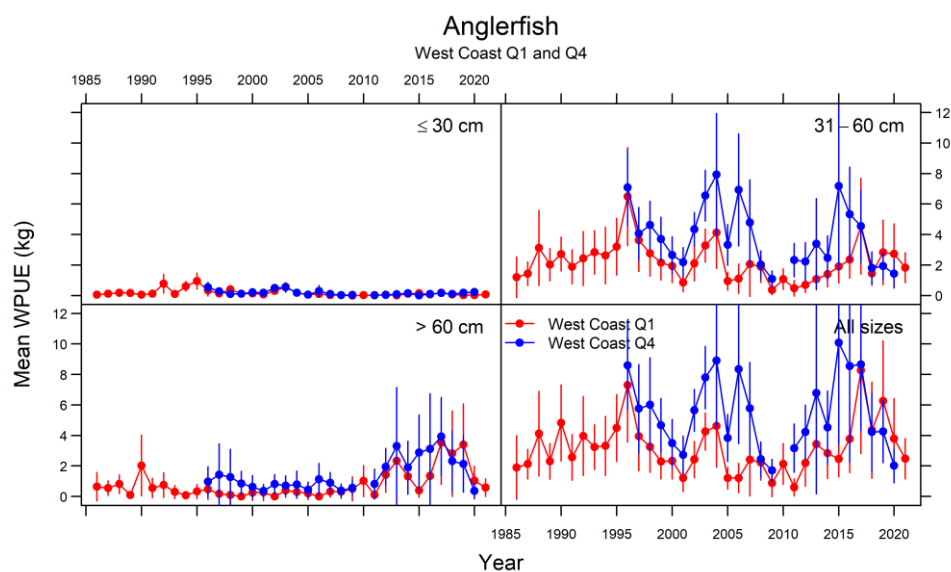 Anglerfish
West Coast Q1 and Q4
1985 1990 1995 2000 2005 2010 2015 2020
≤ 30 cm
31 – 60 cm
12
10
8
6
4
2
0
Mean WPUE (kg)
> 60 cm
West Coast Q1
West Coast Q4
All sizes
12
10
8
6
4
2
0
1985 1990 1995 2000 2005 2010 2015 2020
Year